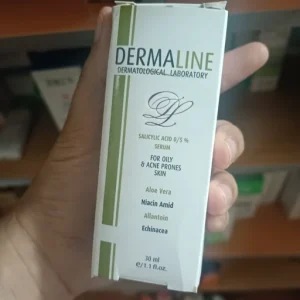 DERMALINE
DERMATOLOGICAL LABORATORY
DL
SALICYLIC ACID 0/5 %
SERUM
FOR OILY
& ACNE PRONES
SKIN
Aloe Vera
Niacin Amid
Allantoin
Echinacea
30 ml
e/1.1 fl.oz.